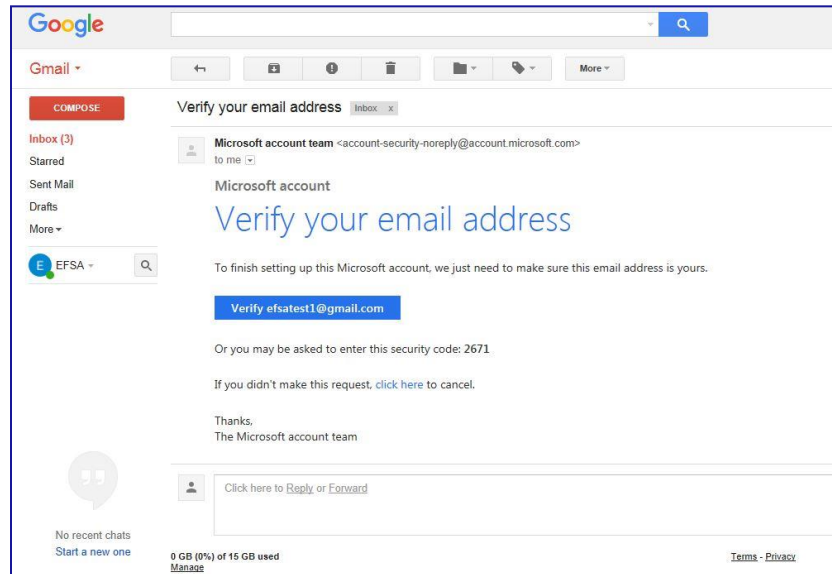 Google
Gmail
More
COMPOSE
Inbox (3)
Starred
Sent Mail
Drafts
More
E EFSA
No recent chats
Start a new one
Verify your email address Inbox x
Microsoft account team <account-security-noreply@account.microsoft.com>
to me
Microsoft account
Verify your email address
To finish setting up this Microsoft account, we just need to make sure this email address is yours.
Verify efsatest1@gmail.com
Or you may be asked to enter this security code: 2671
If you didn't make this request, click here to cancel.
Thanks,
The Microsoft account team
Click here to Reply or Forward
0 GB (0%) of 15 GB used
Manage
Terms - Privacy